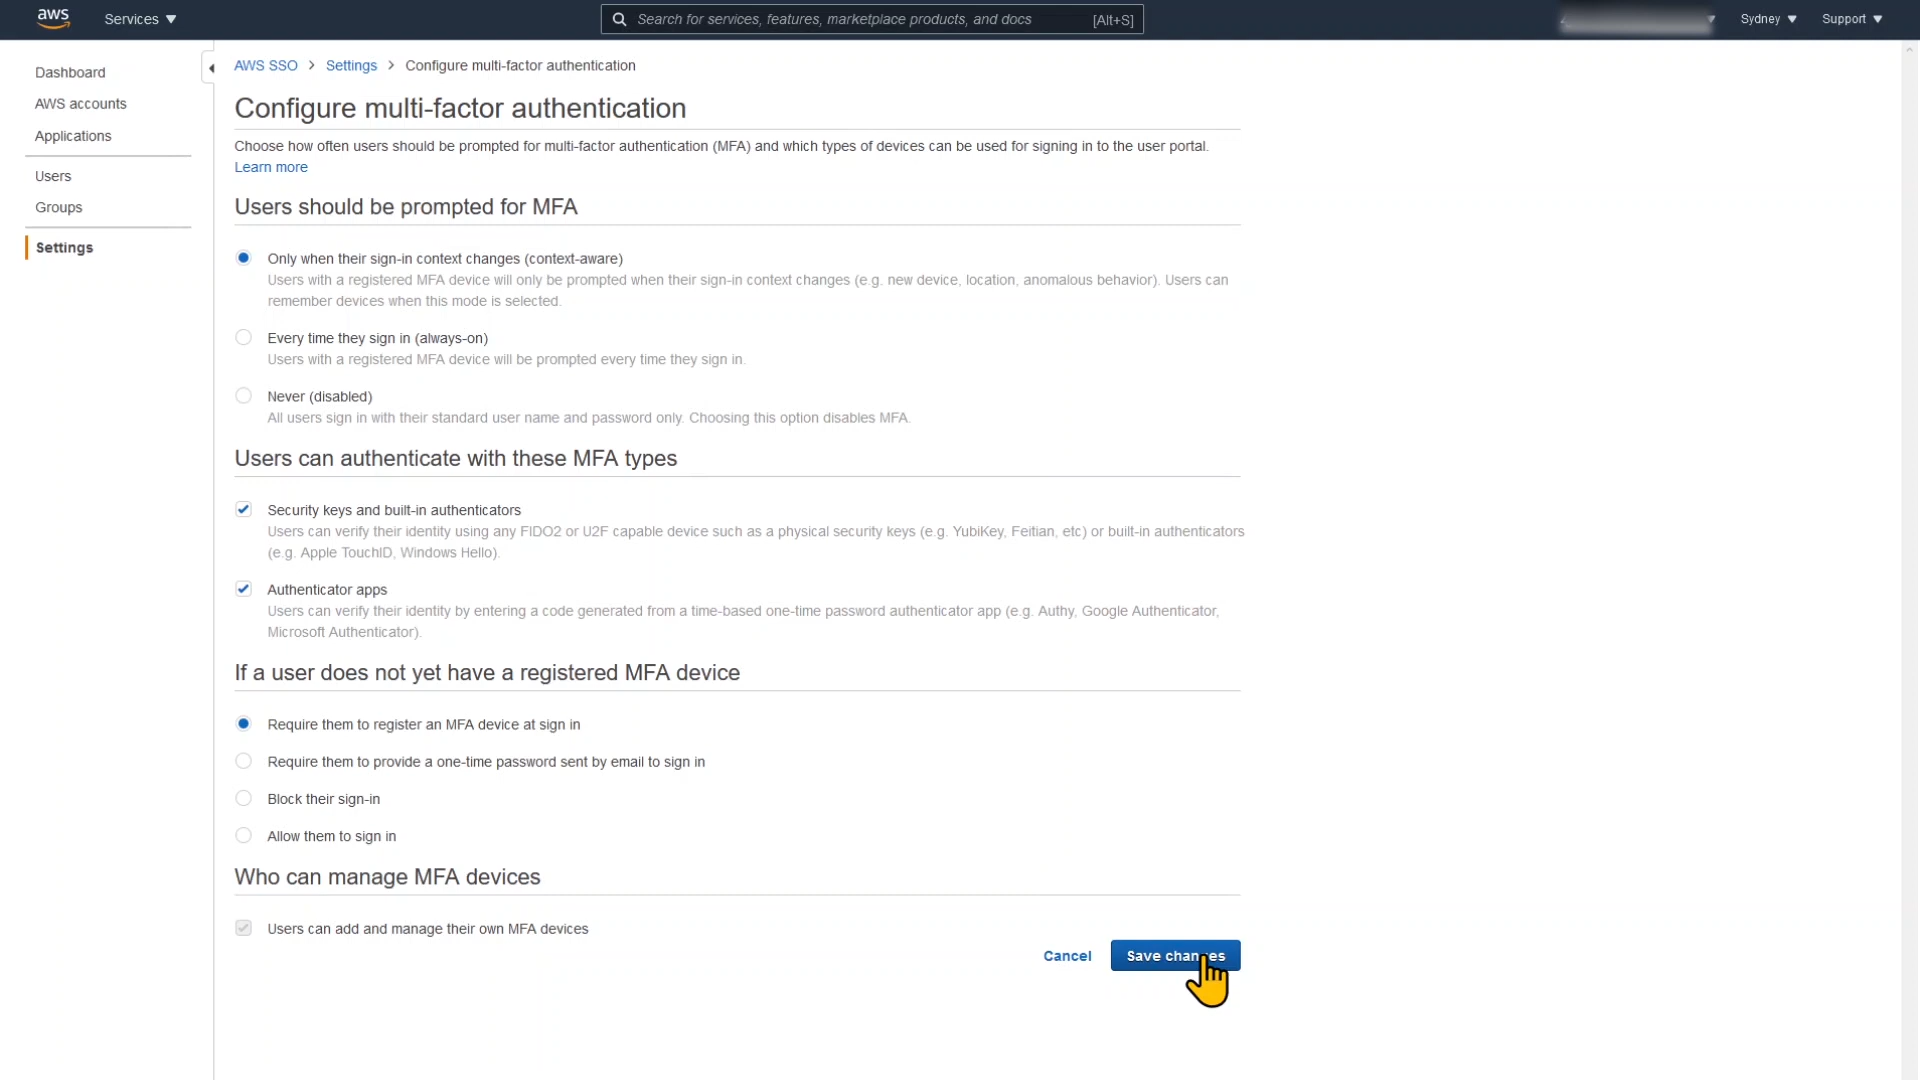 aws
Services
Search for services, features, marketplace products, and docs
[Alt+S]
Sydney
Support
Dashboard
AWS accounts
Applications
Users
Groups
Settings
AWS SSO > Settings > Configure multi-factor authentication
Configure multi-factor authentication
Choose how often users should be prompted for multi-factor authentication (MFA) and which types of devices can be used for signing in to the user portal.
Learn more
Users should be prompted for MFA
Only when their sign-in context changes (context-aware)
Users with a registered MFA device will only be prompted when their sign-in context changes (e.g. new device, location, anomalous behavior). Users can
remember devices when this mode is selected.
Every time they sign in (always-on)
Users with a registered MFA device will be prompted every time they sign in.
Never (disabled)
All users sign in with their standard user name and password only. Choosing this option disables MFA.
Users can authenticate with these MFA types
Security keys and built-in authenticators
Users can verify their identity using any FIDO2 or U2F capable device such as a physical security keys (e.g. YubiKey, Feitian, etc) or built-in authenticators
(e.g. Apple TouchID, Windows Hello).
Authenticator apps
Users can verify their identity by entering a code generated from a time-based one-time password authenticator app (e.g. Authy, Google Authenticator,
Microsoft Authenticator).
If a user does not yet have a registered MFA device
Require them to register an MFA device at sign in
Require them to provide a one-time password sent by email to sign in
Block their sign-in
Allow them to sign in
Who can manage MFA devices
Users can add and manage their own MFA devices
Cancel
Save changes